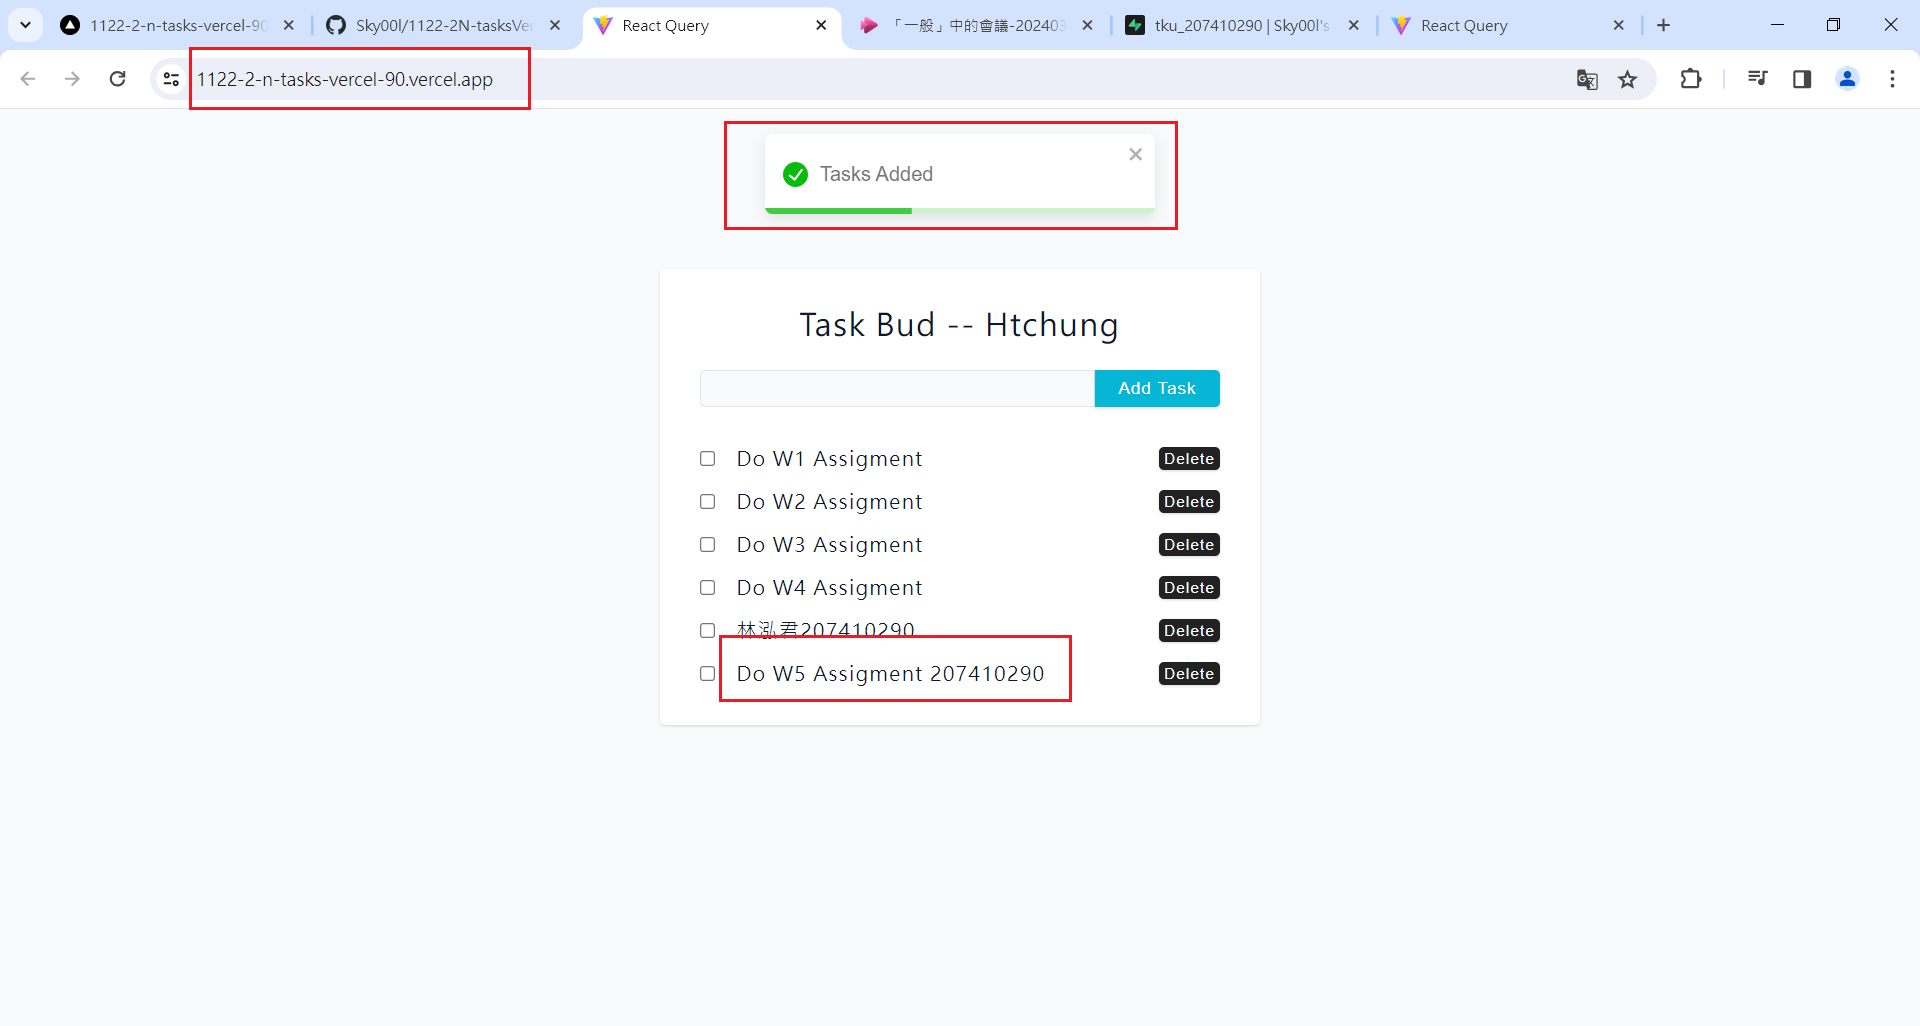 1122-2-n-tasks-vercel-90
Sky00l/1122-2N-tasksVer
React Query
「一般」中的會議-202403
tku_207410290 | Sky00l's
React Query
1122-2-n-tasks-vercel-90.vercel.app
Tasks Added
Task Bud -- Htchung
Add Task
Do W1 Assigment Delete
Do W2 Assigment Delete
Do W3 Assigment Delete
Do W4 Assigment Delete
林泓君207410290 Delete
Do W5 Assigment 207410290 Delete